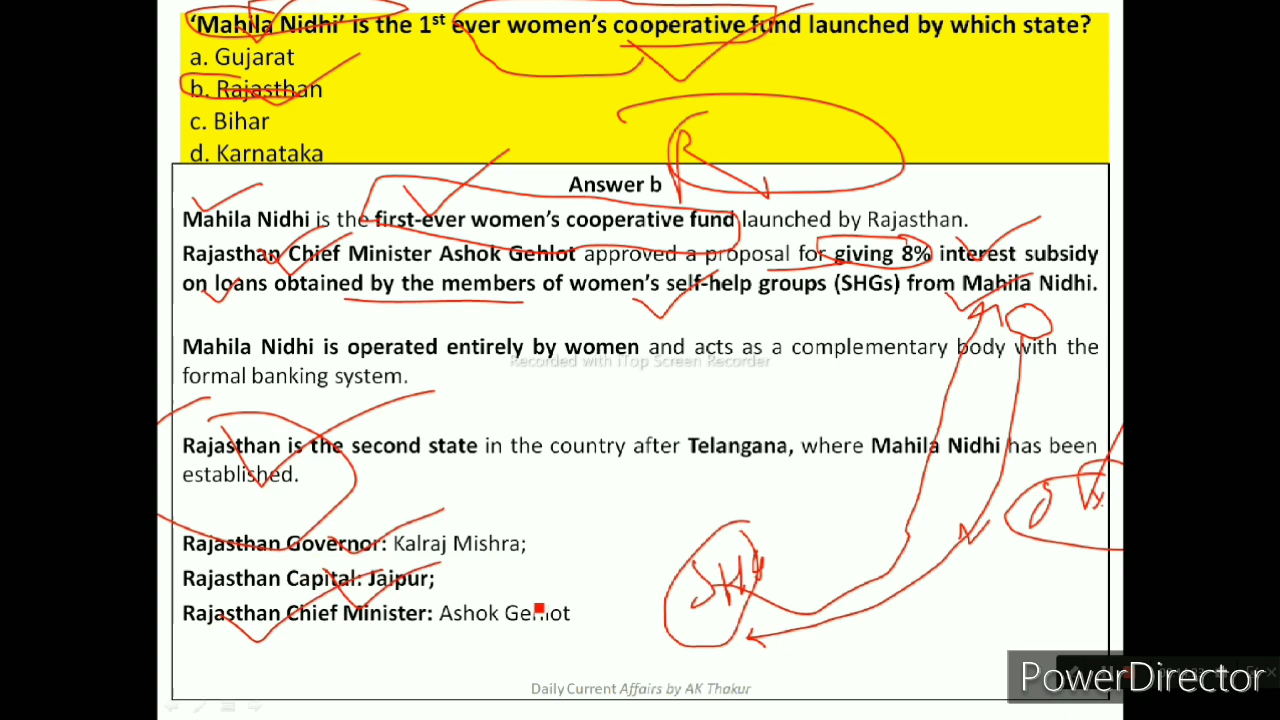 ‘Mahila Nidhi’ is the 1st ever women’s cooperative fund launched by which state?
a. Gujarat
b. Rajasthan
c. Bihar
d. Karnataka
R
Answer b
Mahila Nidhi is the first-ever women’s cooperative fund launched by Rajasthan.
Rajasthan Chief Minister Ashok Gehlot approved a proposal for giving 8% interest subsidy
on loans obtained by the members of women’s self-help groups (SHGs) from Mahila Nidhi.
Mahila Nidhi is operated entirely by women and acts as a complementary body with the
Recorded with iTop Screen Recorder
formal banking system.
Rajasthan is the second state in the country after Telangana, where Mahila Nidhi has been
established.
Rajasthan Governor: Kalraj Mishra;
Rajasthan Capital: Jaipur;
SHG
Rajasthan Chief Minister: Ashok Gehlot
PowerDirector
Daily Current Affairs by AK Thakur